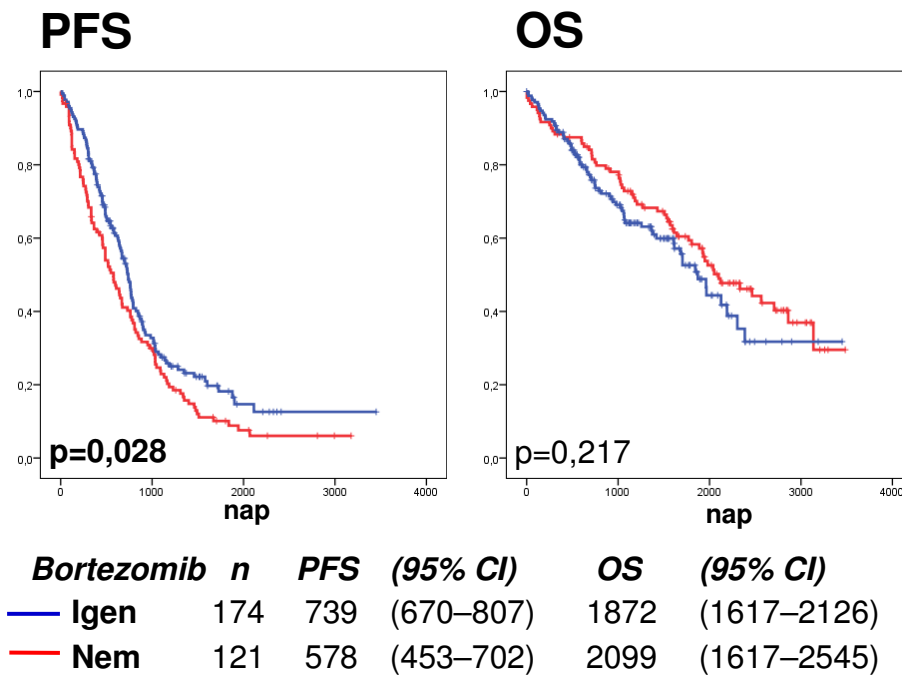 PFS OS
1,0
0,8
0,6
0,4
0,2
0,0
p=0,028
0 1000 2000 3000 4000
nap
1,0
0,8
0,6
0,4
0,2
0,0
p=0,217
0 1000 2000 3000 4000
nap
Bortezomib n PFS (95% CI) OS (95% CI)
Igen 174 739 (670–807) 1872 (1617–2126)
Nem 121 578 (453–702) 2099 (1617–2545)